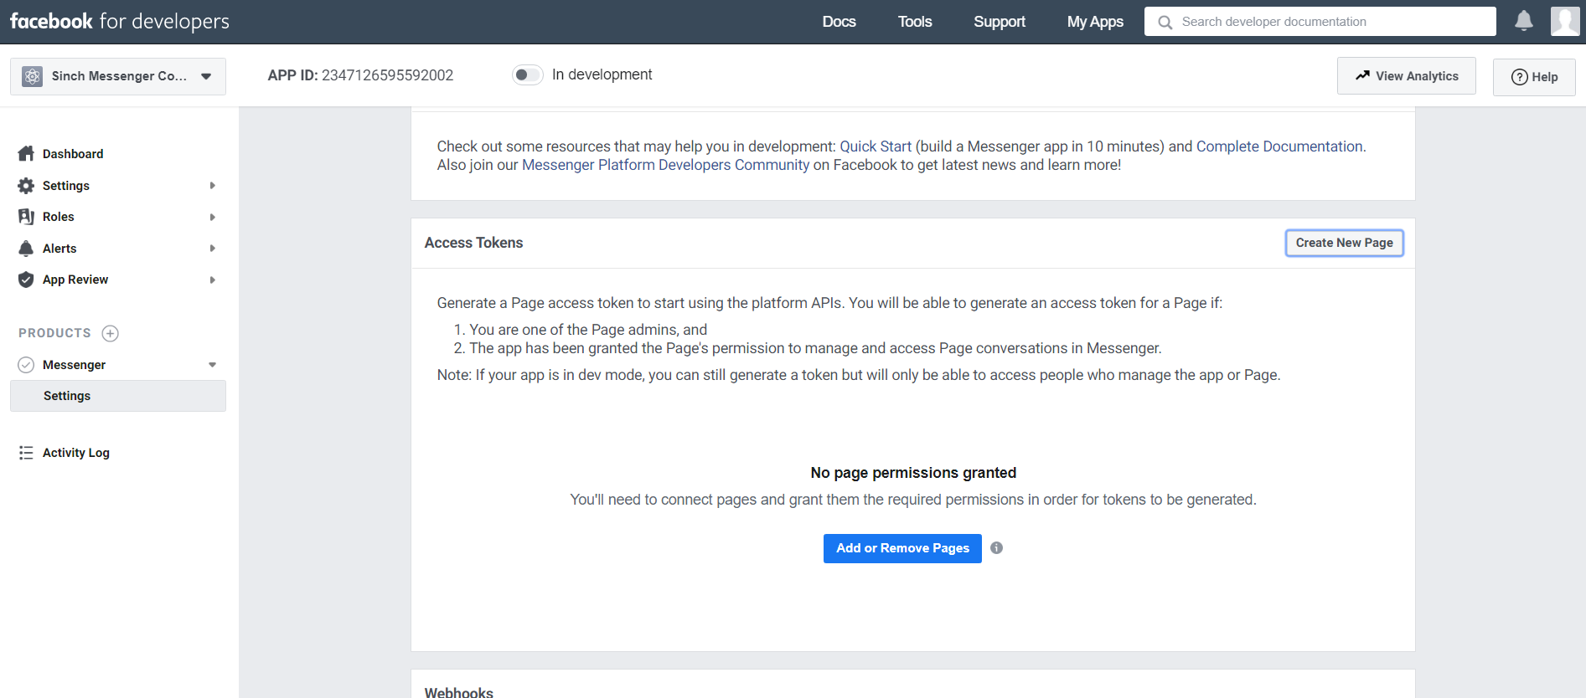 facebook for developers
Docs
Tools
Support
My Apps
Search developer documentation
Sinch Messenger Co...
APP ID: 2347126595592002
In development
View Analytics
Help
Dashboard
Settings
Roles
Alerts
App Review
PRODUCTS
Messenger
Settings
Activity Log
Check out some resources that may help you in development: Quick Start (build a Messenger app in 10 minutes) and Complete Documentation.
Also join our Messenger Platform Developers Community on Facebook to get latest news and learn more!
Access Tokens
Create New Page
Generate a Page access token to start using the platform APIs. You will be able to generate an access token for a Page if:
1. You are one of the Page admins, and
2. The app has been granted the Page's permission to manage and access Page conversations in Messenger.
Note: If your app is in dev mode, you can still generate a token but will only be able to access people who manage the app or Page.
No page permissions granted
You'll need to connect pages and grant them the required permissions in order for tokens to be generated.
Add or Remove Pages
Webhooks